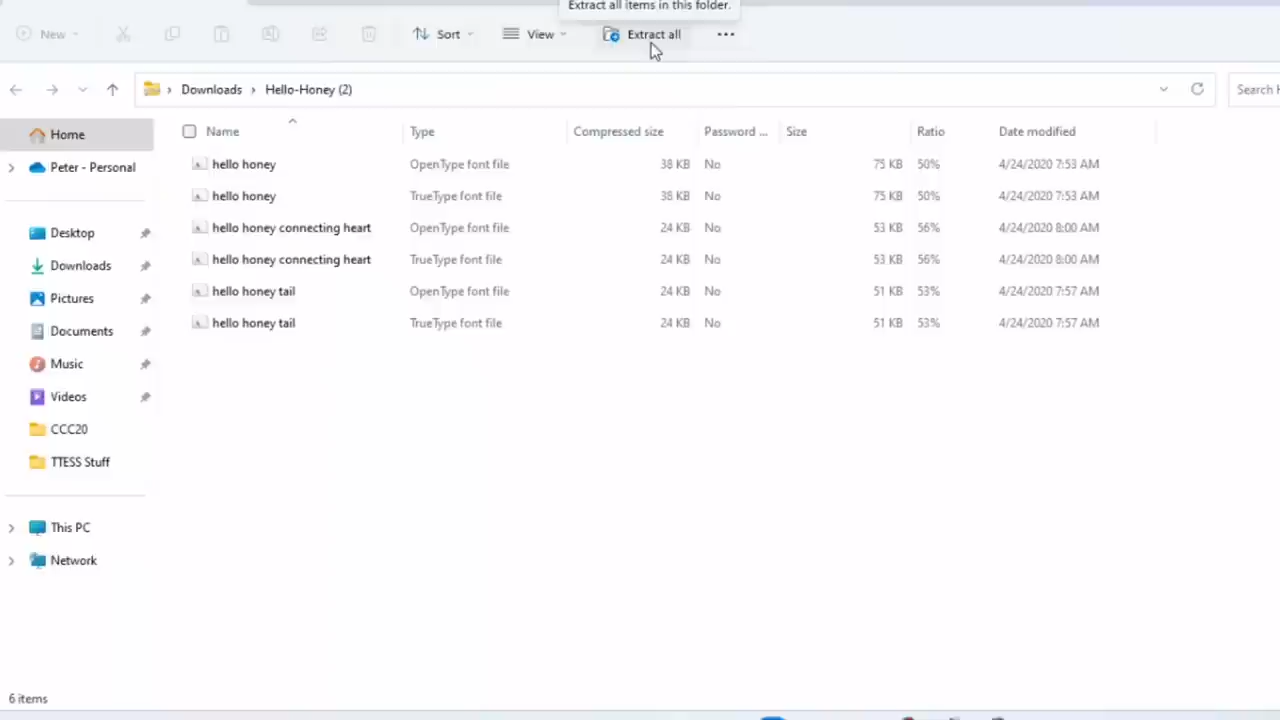 Extract all items in this folder.
New Sort View Extract all
Downloads Hello-Honey (2) Search
Name Type Compressed size Password ... Size Ratio Date modified
hello honey OpenType font file 38 KB No 75 KB 50% 4/24/2020 7:53 AM
hello honey TrueType font file 38 KB No 75 KB 50% 4/24/2020 7:53 AM
hello honey connecting heart OpenType font file 24 KB No 53 KB 56% 4/24/2020 8:00 AM
hello honey connecting heart TrueType font file 24 KB No 53 KB 56% 4/24/2020 8:00 AM
hello honey tail OpenType font file 24 KB No 51 KB 53% 4/24/2020 7:57 AM
hello honey tail TrueType font file 24 KB No 51 KB 53% 4/24/2020 7:57 AM
Home
Peter - Personal
Desktop
Downloads
Pictures
Documents
Music
Videos
CCC20
TTESS Stuff
This PC
Network
6 items